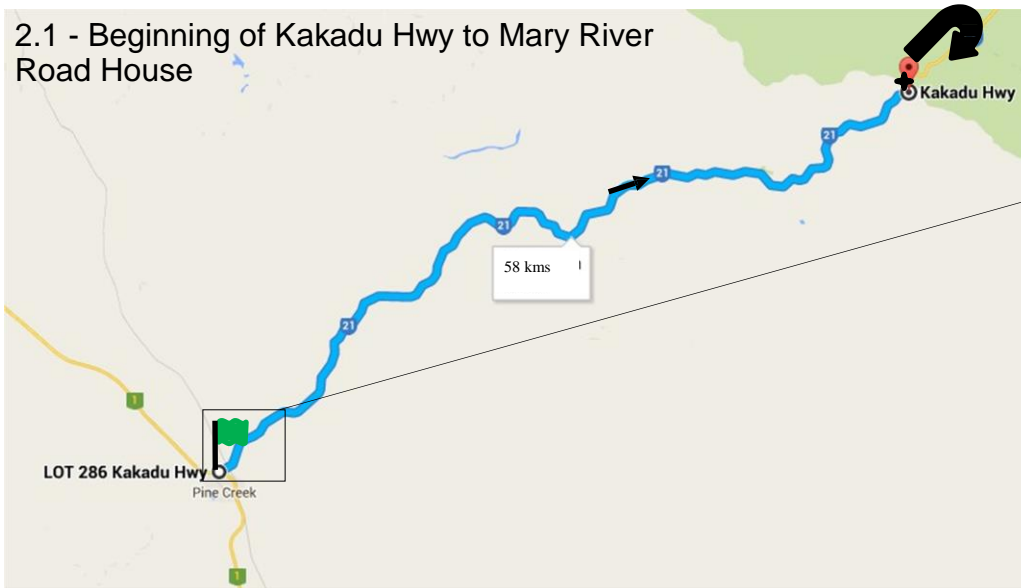 2.1 - Beginning of Kakadu Hwy to Mary River
Road House
Kakadu Hwy
21
21
21
58 kms
21
1
LOT 286 Kakadu Hwy
Pine Creek
1